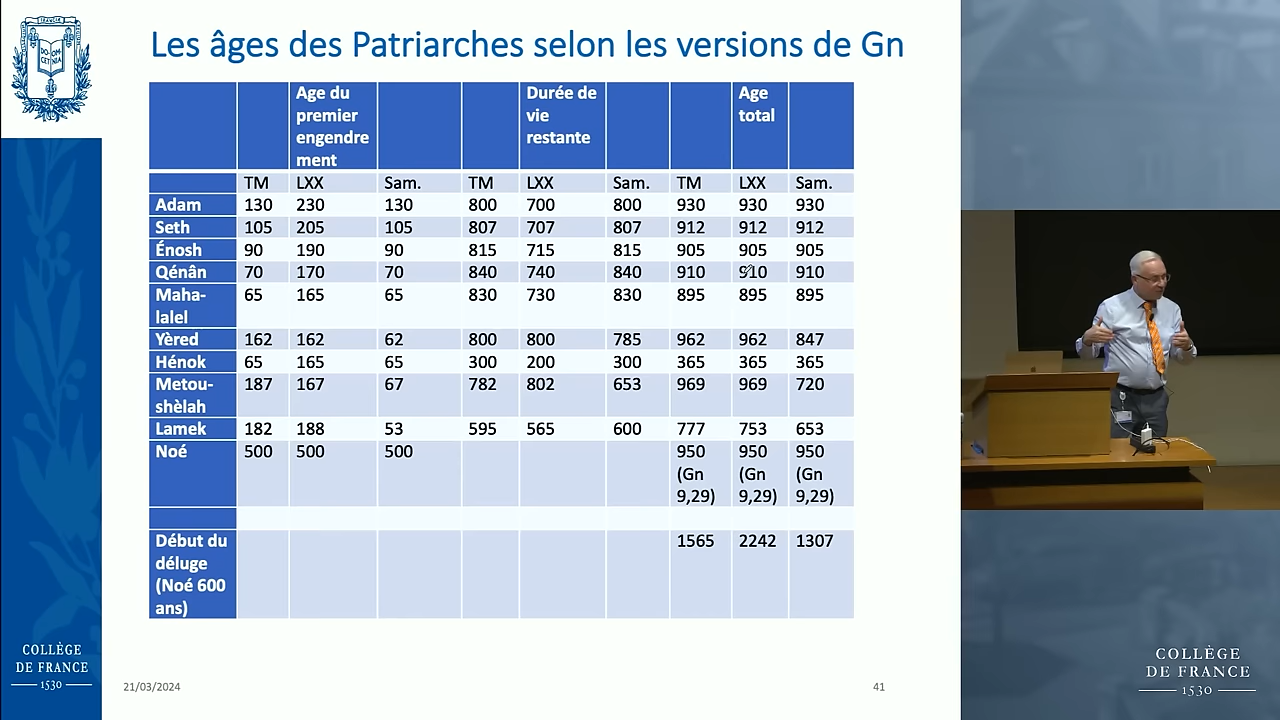 Les âges des Patriarches selon les versions de Gn
Age du premier engendre ment Durée de vie restante Age total
TM LXX Sam. TM LXX Sam. TM LXX Sam.
Adam 130 230 130 800 700 800 930 930 930
Seth 105 205 105 807 707 807 912 912 912
Énosh 90 190 90 815 715 815 905 905 905
Qénân 70 170 70 840 740 840 910 910 910
Maha-lalel 65 165 65 830 730 830 895 895 895
Yèred 162 162 62 800 800 785 962 962 847
Hénok 65 165 65 300 200 300 365 365 365
Metou-shèlah 187 167 67 782 802 653 969 969 720
Lamek 182 188 53 595 565 600 777 753 653
Noé 500 500 500 950 (Gn 9,29) 950 (Gn 9,29) 950 (Gn 9,29)
Début du déluge (Noé 600 ans) 1565 2242 1307
COLLÈGE
DE FRANCE
1530
21/03/2024
41
COLLÈGE
DE FRANCE
1530